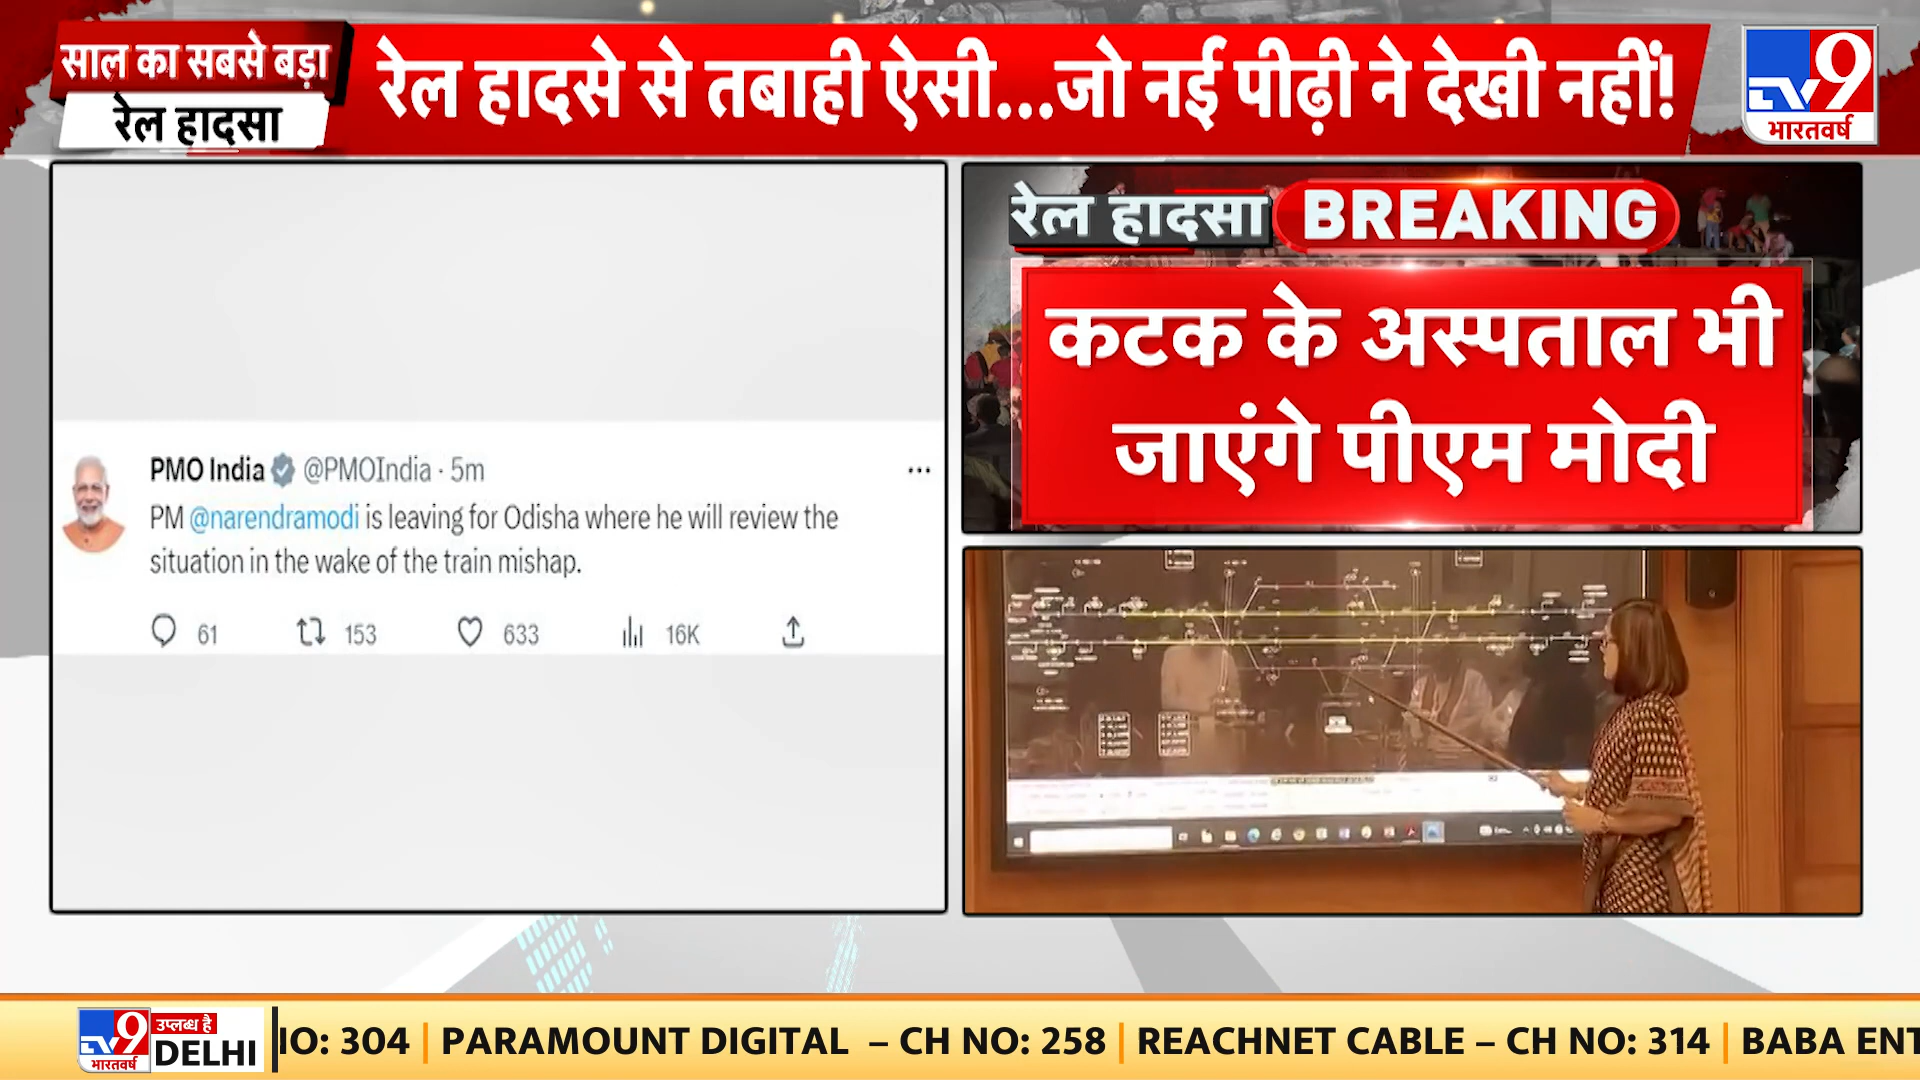 साल का सबसे बड़ा
रेल हादसा
रेल हादसे से तबाही ऐसी...जो नई पीढ़ी ने देखी नहीं!
TV9
भारतवर्ष
PMO India @PMOIndia · 5m
PM @narendramodi is leaving for Odisha where he will review the
situation in the wake of the train mishap.
61 153 633 16K
रेल हादसा BREAKING
कटक के अस्पताल भी
जाएंगे पीएम मोदी
TV9
भारतवर्ष
उप्लब्ध है
DELHI
IO: 304 | PARAMOUNT DIGITAL – CH NO: 258 | REACHNET CABLE – CH NO: 314 | BABA ENT